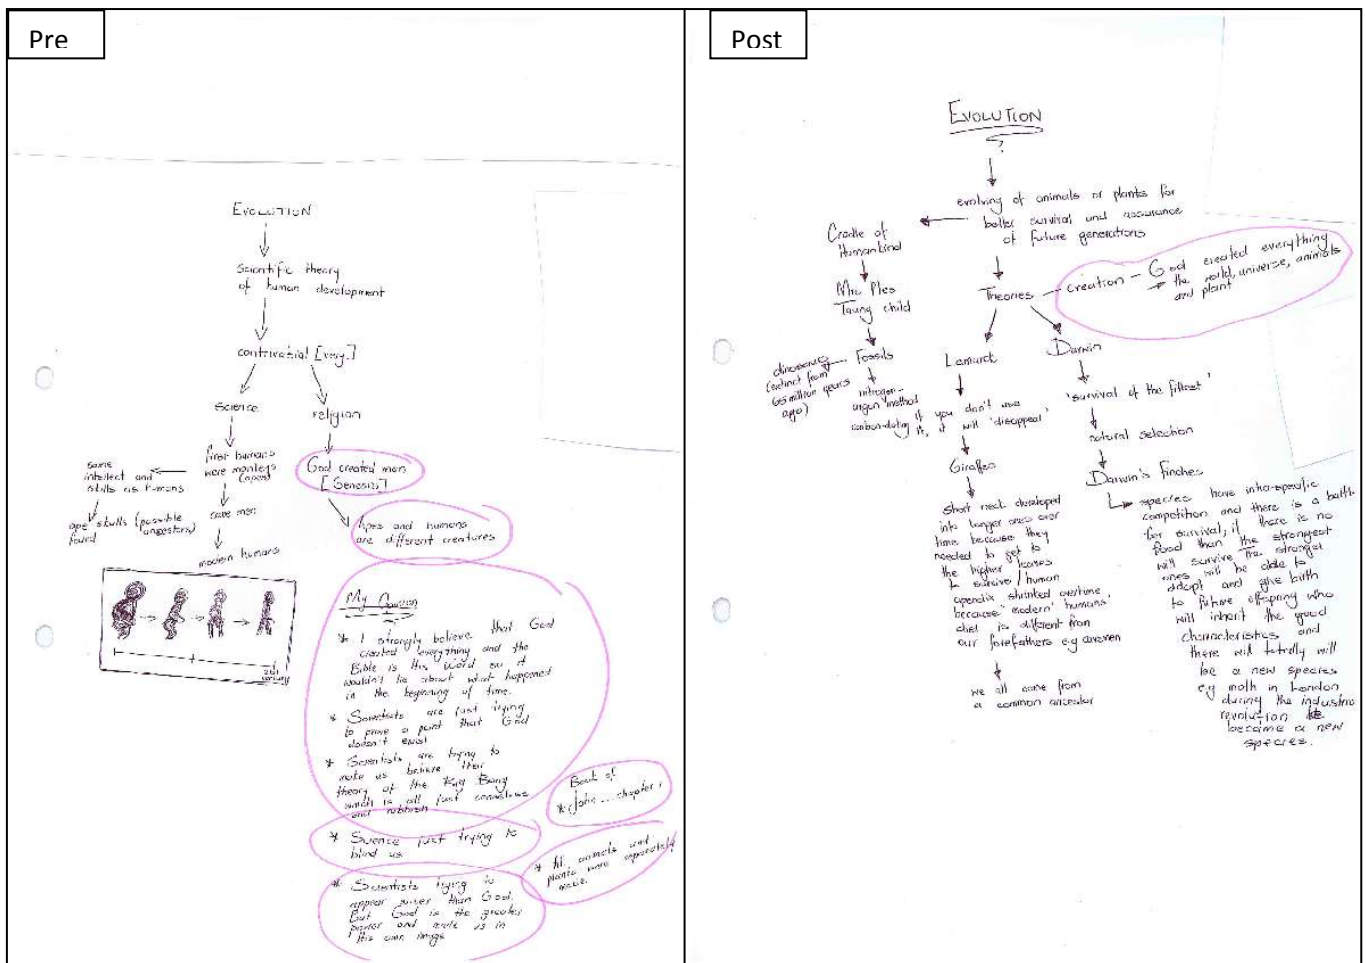 Pre
EVOLUTION
Scientific theory
of human development
contrivasial [very.]
science
religion
first humans
were monkeys
(apes)
same
intellect and
skills as humans
ape skulls (possible
found ancestors)
cave men
modern humans
21st
century
God created man
[Genesis]
Apes and humans
are different creatures
My Opinion
* I strongly believe that God
created everything and the
Bible is His Word so it
wouldn't lie about what happened
in the beginning of time.
* Scientists are just trying
to prove a point that God
doesn't exist
* Scientists are trying to
make us believe their
theory of the Big Bang
which is all just
and rubbish
* Science just trying to
blind us
* Scientists trying to
appear wiser than God.
But God is the greater
power and made us in
His own image
Book of
* (John ... chapter 1
* All animals and
plants were separately
made.
Post
EVOLUTION
?
evolving of animals or plants for
better survival and assurance
of future generations
Cradle of
Humankind
Mrs Ples
Taung child
Fossils
dinosaurs
(extinct from
65 million years
ago)
nitrogen-
argon method
carbon-dating
Theories - creation - God created everything
the world, universe, animals
and plant
Lamarck
if you don't use
it, it will 'disappear'
Giraffes
short neck developed
into longer ones over
time because they
needed to get to
the higher leaves
to survive / human
apendix shrinked overtime,
because 'modern' humans
diet is different from
our forefathers e.g cavemen
we all came from
a common ancestor
Darwin
'survival of the fittest'
natural selection
Darwin's finches
species have intra-specific
competition and there is a battle
for survival, if there is no
food than the strongest
will survive the stronger
ones will be able to
adapt and give birth
to future offspring who
will inherit the good
characteristics and
there will totally will
be a new species
e.g moth in London
during the industrial
revolution
became a new
species.